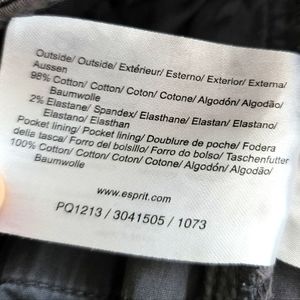 Outside/ Outside/ Extérieur/ Esterno/ Exterior/ Externa/
Aussen
98% Cotton/ Cotton/ Coton/ Cotone/ Algodón/ Algodão/
Baumwolle
2% Elastane/ Spandex/ Elasthane/ Elastan/ Elastano/
Elastano/ Elasthan
Pocket lining/ Pocket lining/ Doublure de poche/ Fodera
della tasca/ Forro del bolsillo/ Forro do bolso/ Taschenfutter
100% Cotton/ Cotton/ Coton/ Cotone/ Algodón/ Algodão/
Baumwolle
www.esprit.com
PQ1213 / 3041505 / 1073